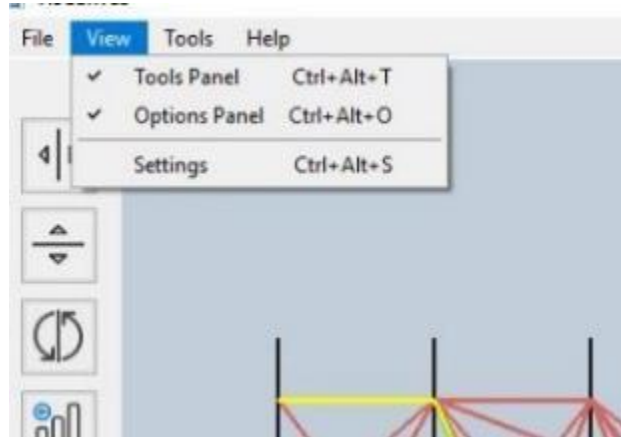 File View Tools Help
Tools Panel Ctrl+Alt+T
Options Panel Ctrl+Alt+O
Settings Ctrl+Alt+S